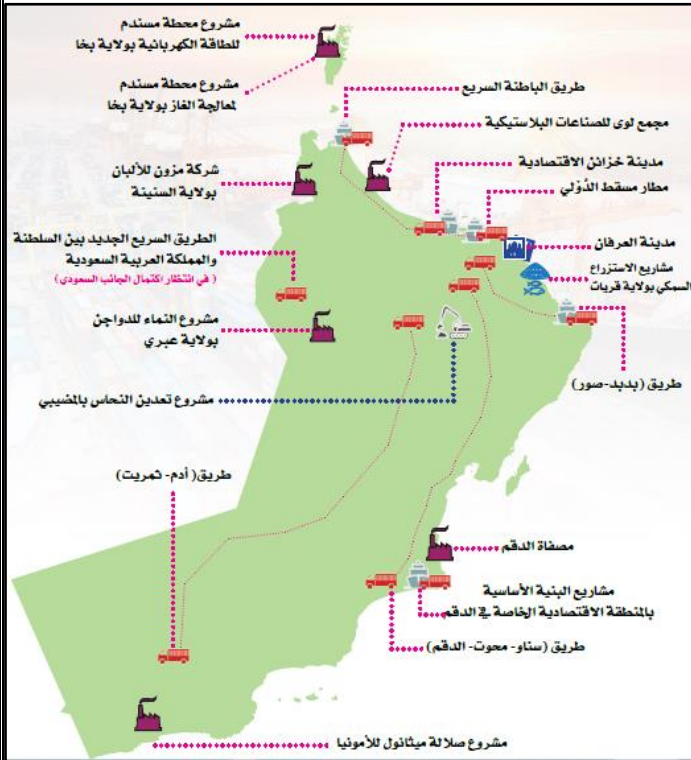 مشروع محطة مسندم
للطاقة الكهربائية بولاية بخا
مشروع محطة مسندم
لمعالجة الغاز بولاية بخا
طريق الباطنة السريع
مجمع لوى للصناعات البلاستيكية
شركة مزون للألبان
بولاية السنينة
مدينة خزائن الاقتصادية
مطار مسقط الدّولي
الطريق السريع الجديد بين السلطنة
والمملكة العربية السعودية
( في انتظار اكتمال الجانب السعودي)
مدينة العرفان
مشاريع الاستزراع
السمكي بولاية قريات
مشروع النماء للدواجن
بولاية عبري
طريق (بدبد-صور)
مشروع تعدين النحاس بالمضيبي
طريق( أدم- ثمريت)
مصفاة الدقم
مشاريع البنية الأساسية
بالمنطقة الاقتصادية الخاصة في الدقم
طريق (سناو- محوت- الدقم)
مشروع صلالة ميثانول للأمونيا